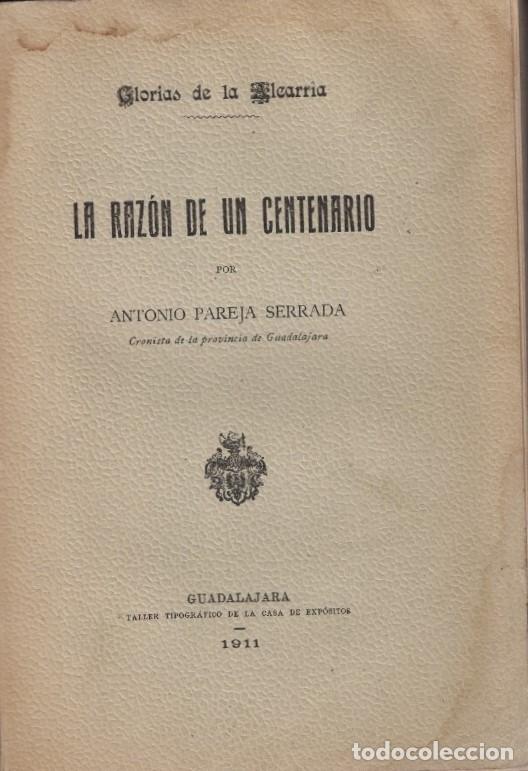 Glorias de la Alcarria
LA RAZÓN DE UN CENTENARIO
POR
ANTONIO PAREJA SERRADA
Cronista de la provincia de Guadalajara
GUADALAJARA
TALLER TIPOGRÁFICO DE LA CASA DE EXPÓSITOS
1911
todocoleccion